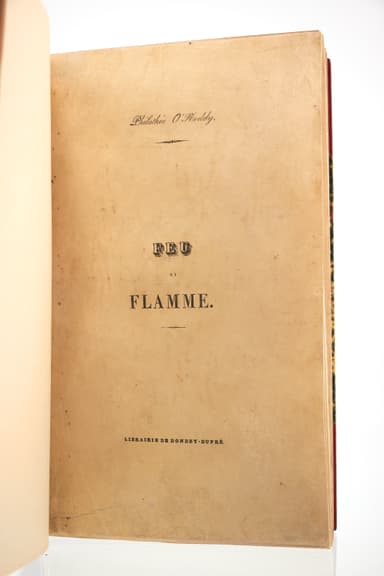 Philothée O'Neddy.
FEU
ET
FLAMME.
LIBRAIRIE DE DONDEY-DUPRÉ.